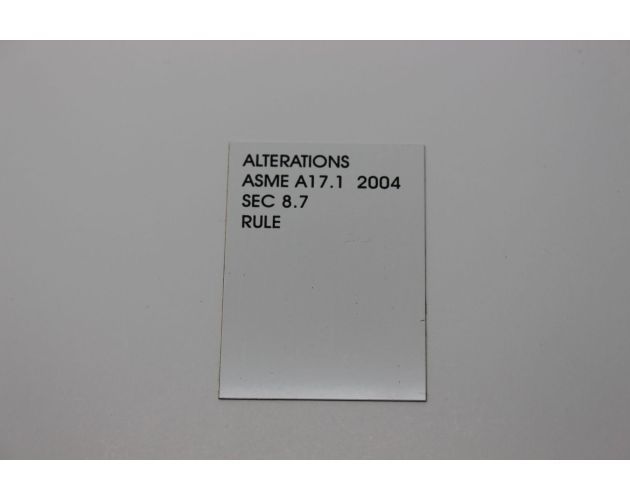 ALTERATIONS
ASME A17.1 2004
SEC 8.7
RULE